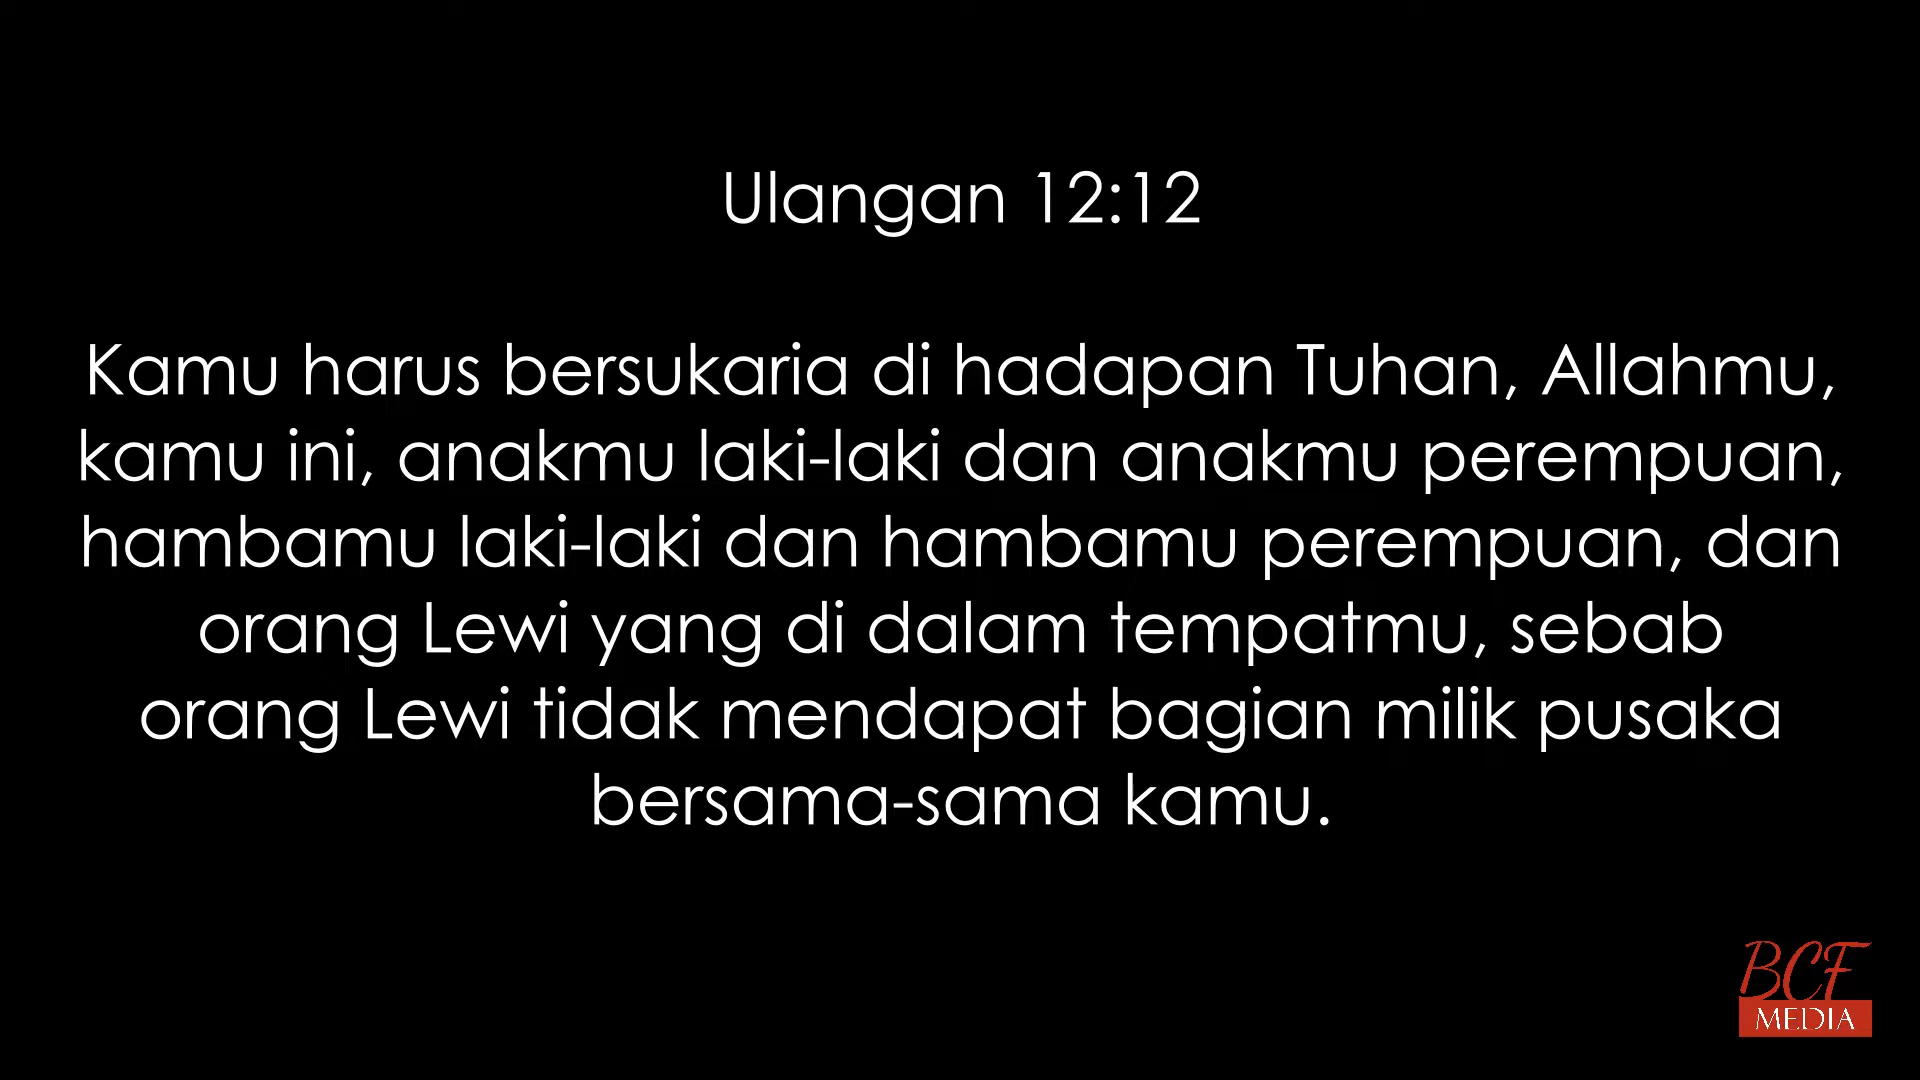 Ulangan 12:12
Kamu harus bersukaria di hadapan Tuhan, Allahmu,
kamu ini, anakmu laki-laki dan anakmu perempuan,
hambamu laki-laki dan hambamu perempuan, dan
orang Lewi yang di dalam tempatmu, sebab
orang Lewi tidak mendapat bagian milik pusaka
bersama-sama kamu.
BCF
MEDIA